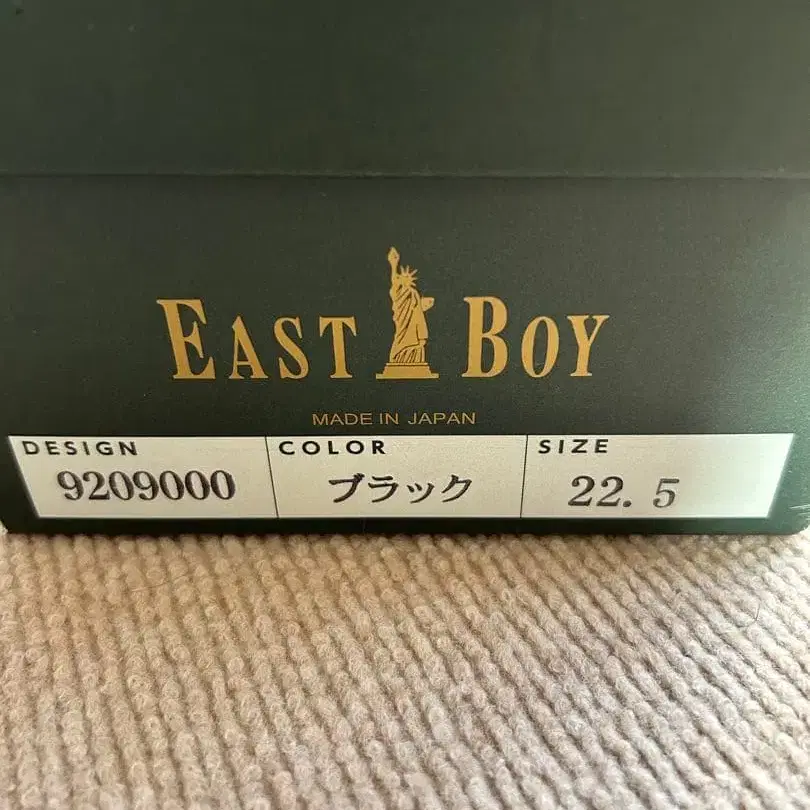 EAST BOY
MADE IN JAPAN
DESIGN COLOR SIZE
9209000 ブラック 22.5